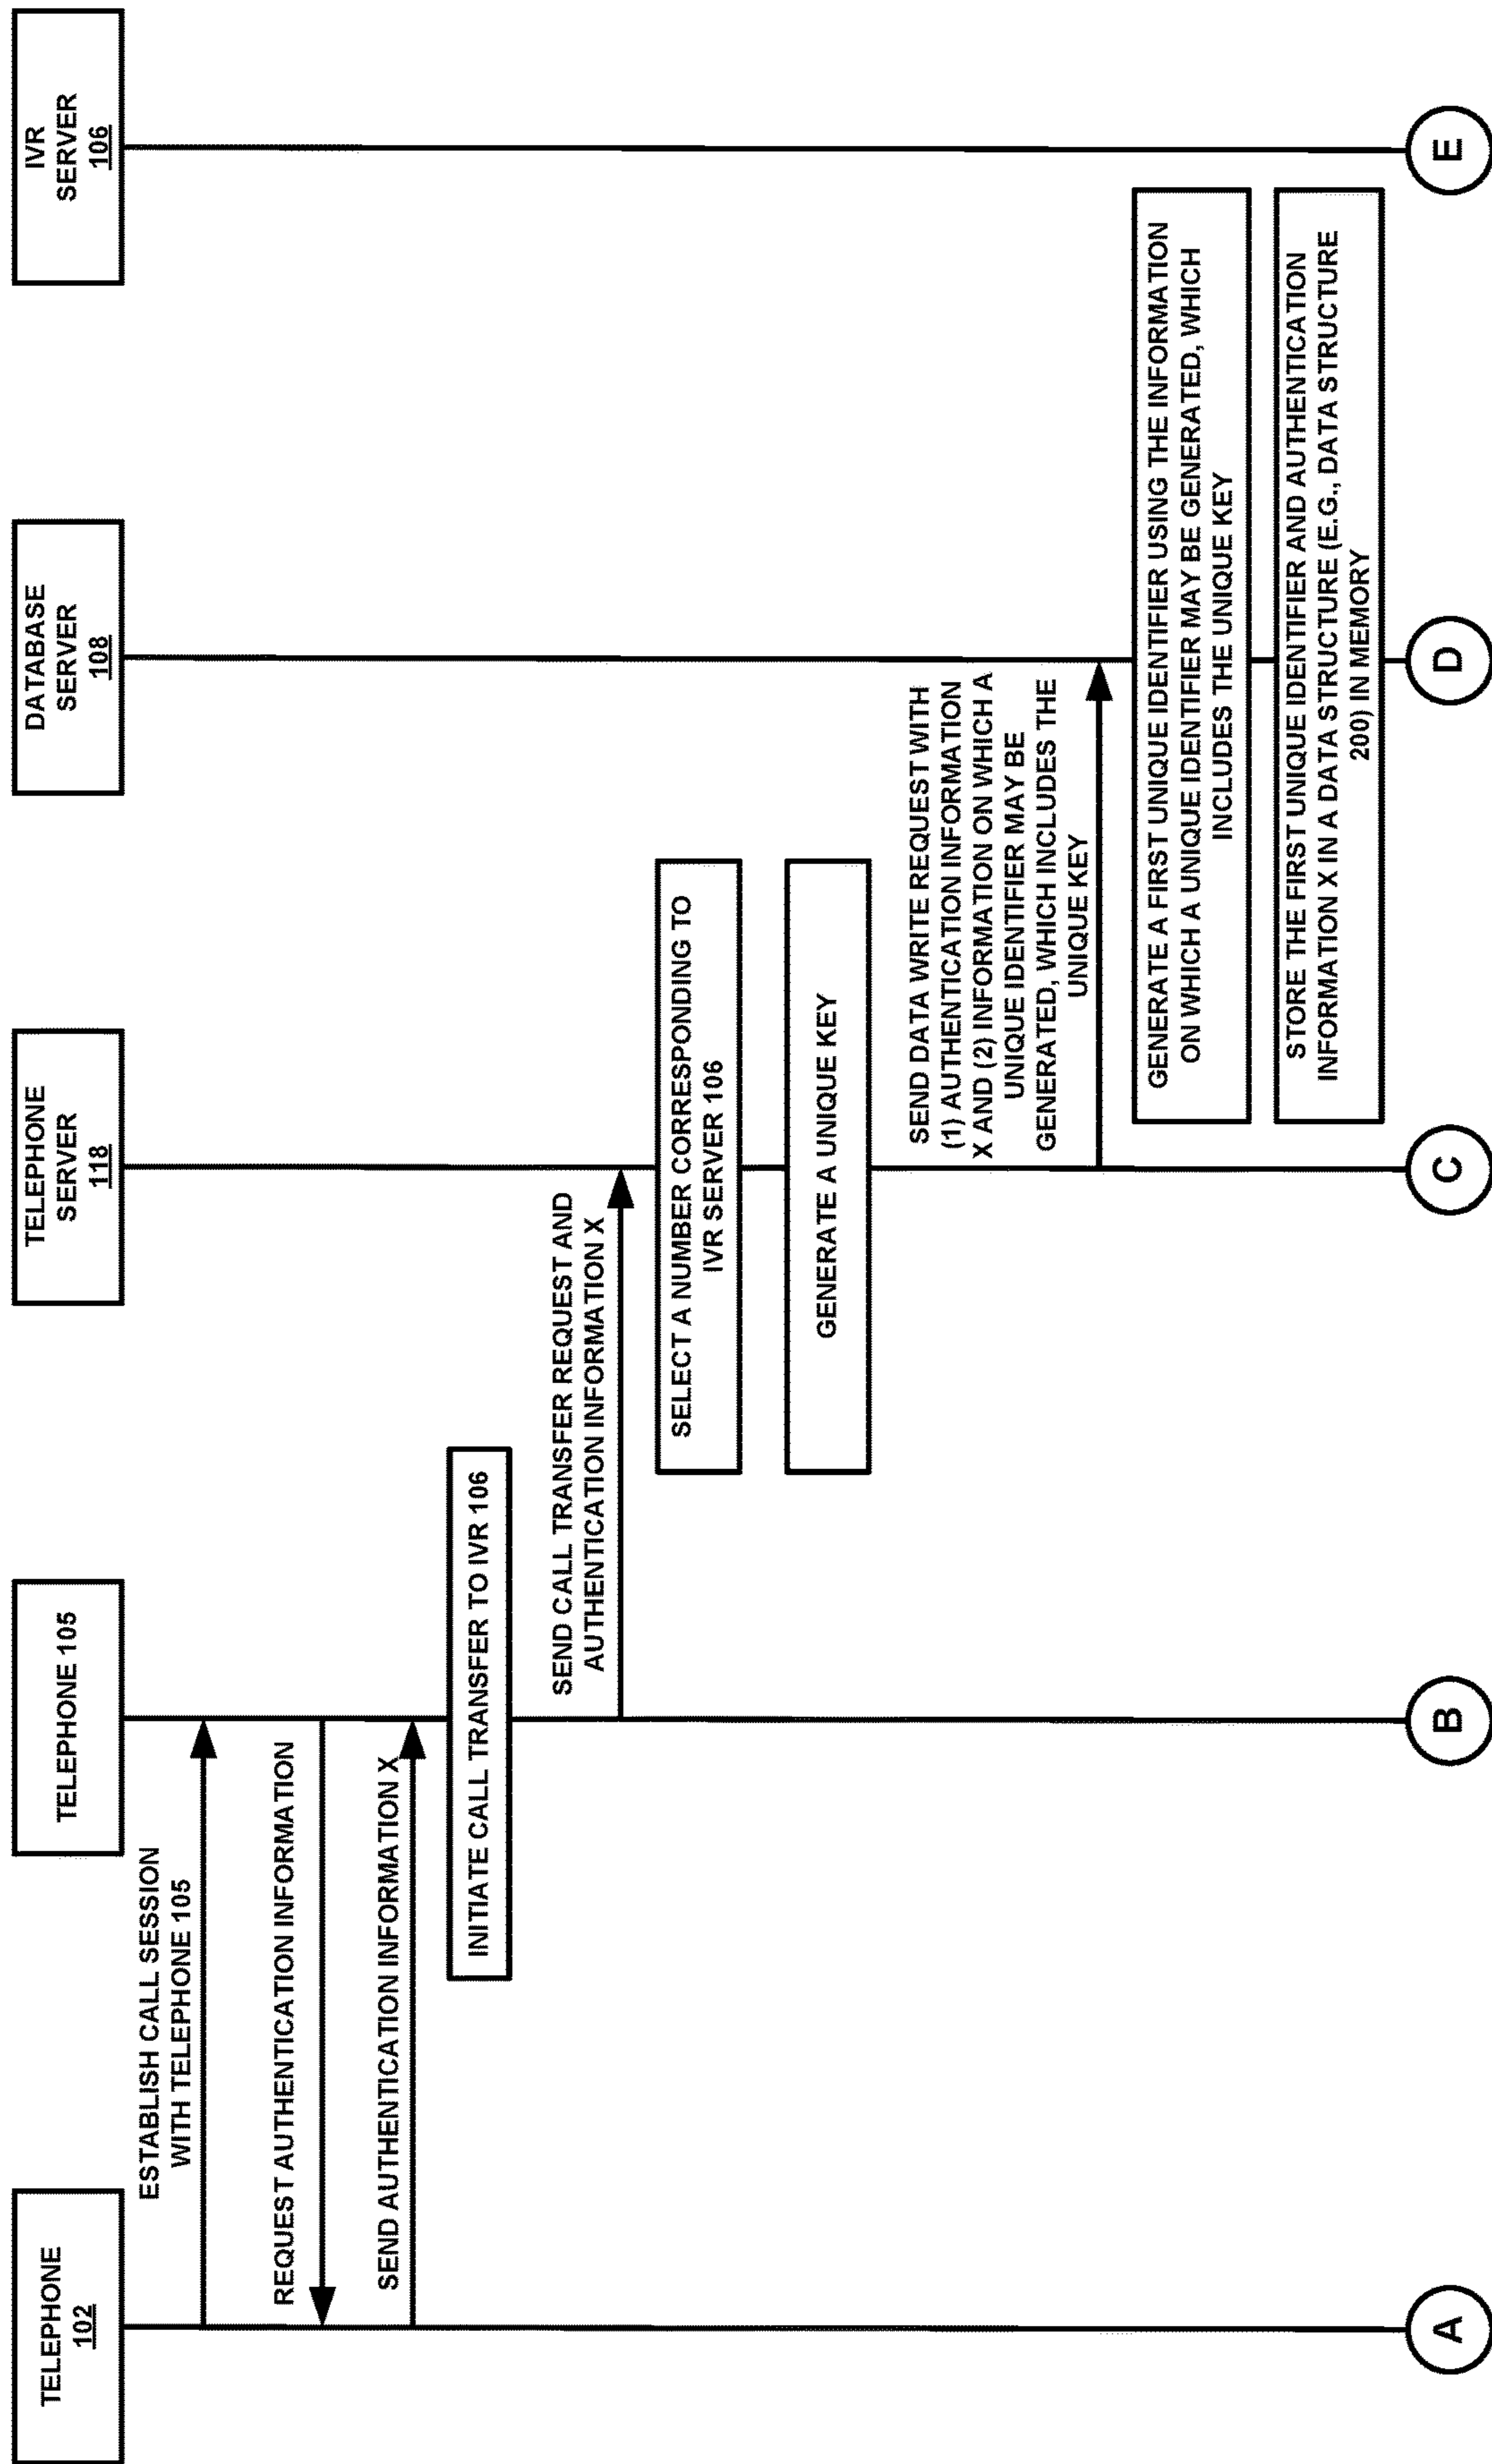 TELEPHONE
102
TELEPHONE 105
TELEPHONE
SERVER
118
DATABASE
SERVER
108
IVR
SERVER
106
ESTABLISH CALL SESSION
WITH TELEPHONE 105
REQUEST AUTHENTICATION INFORMATION
SEND AUTHENTICATION INFORMATION X
INITIATE CALL TRANSFER TO IVR 106
SEND CALL TRANSFER REQUEST AND
AUTHENTICATION INFORMATION X
SELECT A NUMBER CORRESPONDING TO
IVR SERVER 106
GENERATE A UNIQUE KEY
SEND DATA WRITE REQUEST WITH
(1) AUTHENTICATION INFORMATION
X AND (2) INFORMATION ON WHICH A
UNIQUE IDENTIFIER MAY BE
GENERATED, WHICH INCLUDES THE
UNIQUE KEY
GENERATE A FIRST UNIQUE IDENTIFIER USING THE INFORMATION
ON WHICH A UNIQUE IDENTIFIER MAY BE GENERATED, WHICH
INCLUDES THE UNIQUE KEY
STORE THE FIRST UNIQUE IDENTIFIER AND AUTHENTICATION
INFORMATION X IN A DATA STRUCTURE (E.G., DATA STRUCTURE
200) IN MEMORY
A
B
C
D
E